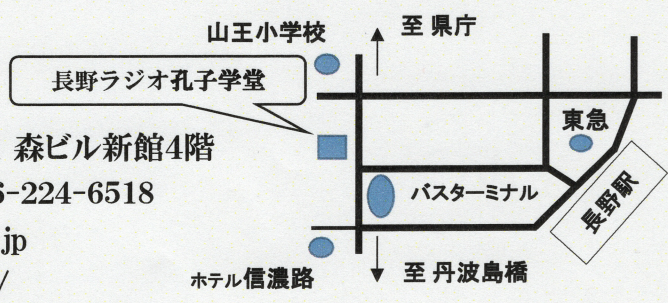 山王小学校
至 県庁
長野ラジオ孔子学堂
東急
森ビル新館4階
6-224-6518
バスターミナル
長野駅
jp
ホテル信濃路
至 丹波島橋